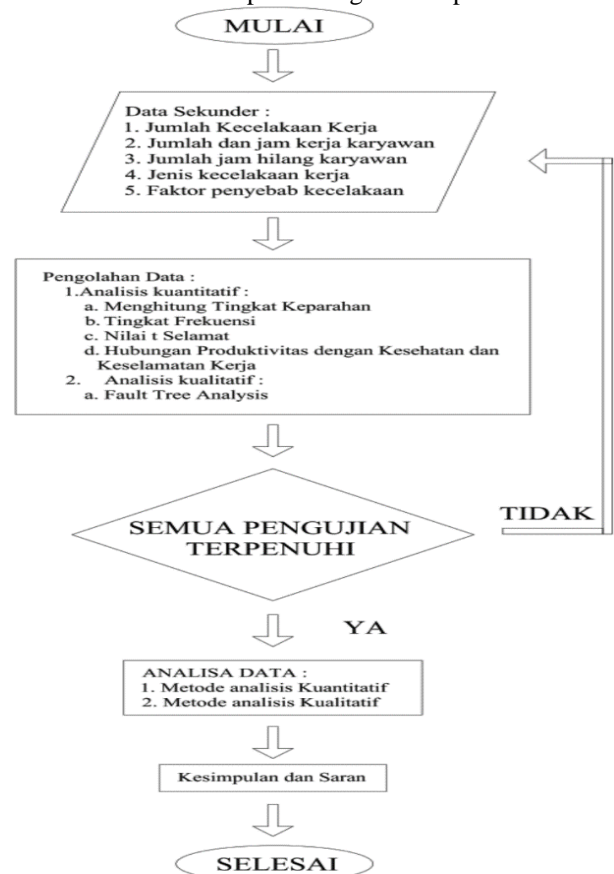 MULAI
Data Sekunder :
1. Jumlah Kecelakaan Kerja
2. Jumlah dan jam kerja karyawan
3. Jumlah jam hilang karyawan
4. Jenis kecelakaan kerja
5. Faktor penyebab kecelakaan
Pengolahan Data :
1.Analisis kuantitatif :
a. Menghitung Tingkat Keparahan
b. Tingkat Frekuensi
c. Nilai t Selamat
d. Hubungan Produktivitas dengan Kesehatan dan
Keselamatan Kerja
2. Analisis kualitatif :
a. Fault Tree Analysis
SEMUA PENGUJIAN
TERPENUHI
TIDAK
YA
ANALISA DATA :
1. Metode analisis Kuantitatif
2. Metode analisis Kualitatif
Kesimpulan dan Saran
SELESAI